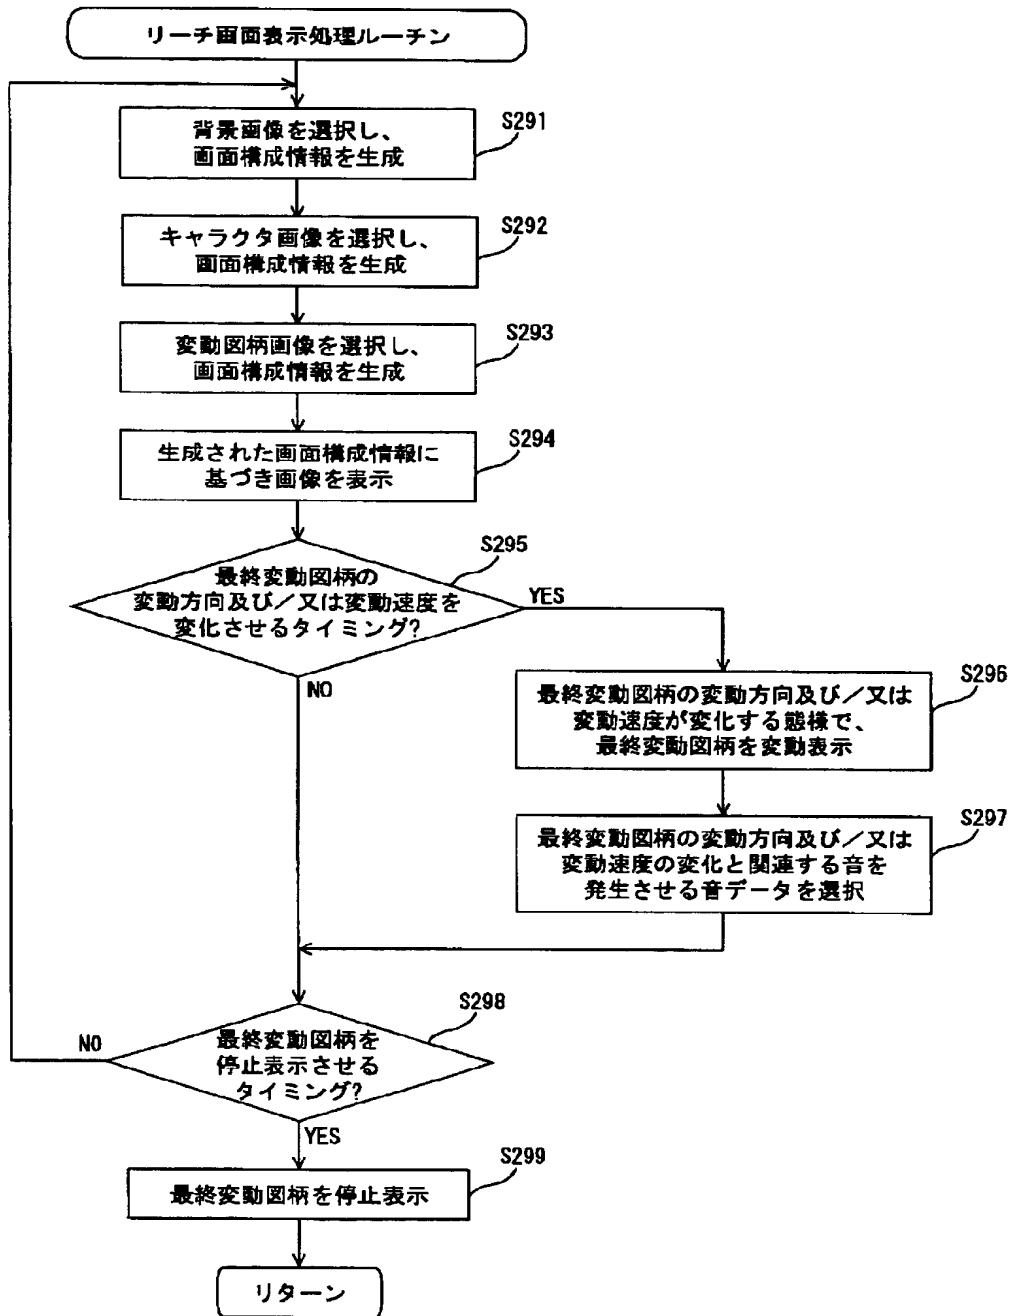 リーチ画面表示処理ルーチン
S291
背景画像を選択し、
画面構成情報を生成
S292
キャラクタ画像を選択し、
画面構成情報を生成
S293
変動図柄画像を選択し、
画面構成情報を生成
S294
生成された画面構成情報に
基づき画像を表示
S295
最終変動図柄の
変動方向及び/又は変動速度を
変化させるタイミング?
YES
NO
S296
最終変動図柄の変動方向及び/又は
変動速度が変化する態様で、
最終変動図柄を変動表示
S297
最終変動図柄の変動方向及び/又は
変動速度の変化と関連する音を
発生させる音データを選択
S298
最終変動図柄を
停止表示させる
タイミング?
NO
YES
S299
最終変動図柄を停止表示
リターン